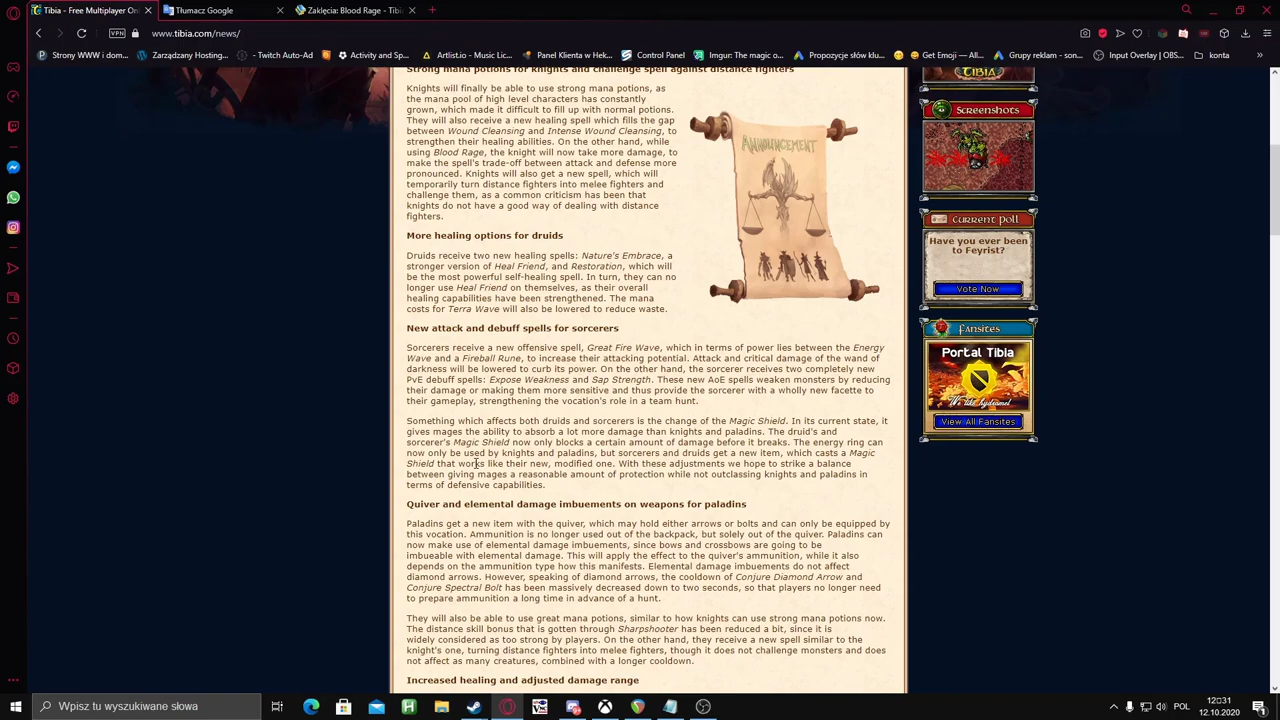 Tibia - Free Multiplayer Onl
Tłumacz Google
Zaklęcia: Blood Rage - Tibi
VPN
www.tibia.com/news/
Strony WWW i dom...
Zarządzany Hosting...
- Twitch Auto-Ad
Activity and Sp...
Artlist.io - Music Lic...
Panel Klienta w Hek...
Control Panel
Imgur: The magic o...
Propozycje słów klu...
Get Emoji — All...
Grupy reklam - son...
Input Overlay | OBS...
konta
Strong mana potions for knights and challenge spell against distance fighters
Knights will finally be able to use strong mana potions, as
the mana pool of high level characters has constantly
grown, which made it difficult to fill up with normal potions.
They will also receive a new healing spell which fills the gap
between Wound Cleansing and Intense Wound Cleansing, to
strengthen their healing abilities. On the other hand, while
using Blood Rage, the knight will now take more damage, to
make the spell's trade-off between attack and defense more
pronounced. Knights will also get a new spell, which will
temporarily turn distance fighters into melee fighters and
challenge them, as a common criticism has been that
knights do not have a good way of dealing with distance
fighters.
ANNOUNCEMENT
More healing options for druids
Druids receive two new healing spells: Nature's Embrace, a
stronger version of Heal Friend, and Restoration, which will
be the most powerful self-healing spell. In turn, they can no
longer use Heal Friend on themselves, as their overall
healing capabilities have been strengthened. The mana
costs for Terra Wave will also be lowered to reduce waste.
New attack and debuff spells for sorcerers
Sorcerers receive a new offensive spell, Great Fire Wave, which in terms of power lies between the Energy
Wave and a Fireball Rune, to increase their attacking potential. Attack and critical damage of the wand of
darkness will be lowered to curb its power. On the other hand, the sorcerer receives two completely new
PvE debuff spells: Expose Weakness and Sap Strength. These new AoE spells weaken monsters by reducing
their damage or making them more sensitive and thus provide the sorcerer with a wholly new facette to
their gameplay, strengthening the vocation's role in a team hunt.
Something which affects both druids and sorcerers is the change of the Magic Shield. In its current state, it
gives mages the ability to absorb a lot more damage than knights and paladins. The druid's and
sorcerer's Magic Shield now only blocks a certain amount of damage before it breaks. The energy ring can
now only be used by knights and paladins, but sorcerers and druids get a new item, which casts a Magic
Shield that works like their new, modified one. With these adjustments we hope to strike a balance
between giving mages a reasonable amount of protection while not outclassing knights and paladins in
terms of defensive capabilities.
Quiver and elemental damage imbuements on weapons for paladins
Paladins get a new item with the quiver, which may hold either arrows or bolts and can only be equipped by
this vocation. Ammunition is no longer used out of the backpack, but solely out of the quiver. Paladins can
now make use of elemental damage imbuements, since bows and crossbows are going to be
imbueable with elemental damage. This will apply the effect to the quiver's ammunition, while it also
depends on the ammunition type how this manifests. Elemental damage imbuements do not affect
diamond arrows. However, speaking of diamond arrows, the cooldown of Conjure Diamond Arrow and
Conjure Spectral Bolt has been massively decreased down to two seconds, so that players no longer need
to prepare ammunition a long time in advance of a hunt.
They will also be able to use great mana potions, similar to how knights can use strong mana potions now.
The distance skill bonus that is gotten through Sharpshooter has been reduced a bit, since it is
widely considered as too strong by players. On the other hand, they receive a new spell similar to the
knight's one, turning distance fighters into melee fighters, though it does not challenge monsters and does
not affect as many creatures, combined with a longer cooldown.
Increased healing and adjusted damage range
TIBIA
Screenshots
Current Poll
Have you ever been
to Feyrist?
Vote Now
Fansites
Portal Tibia
We like hydromel
View All Fansites
Wpisz tu wyszukiwane słowa
POL
12:31
12.10.2020